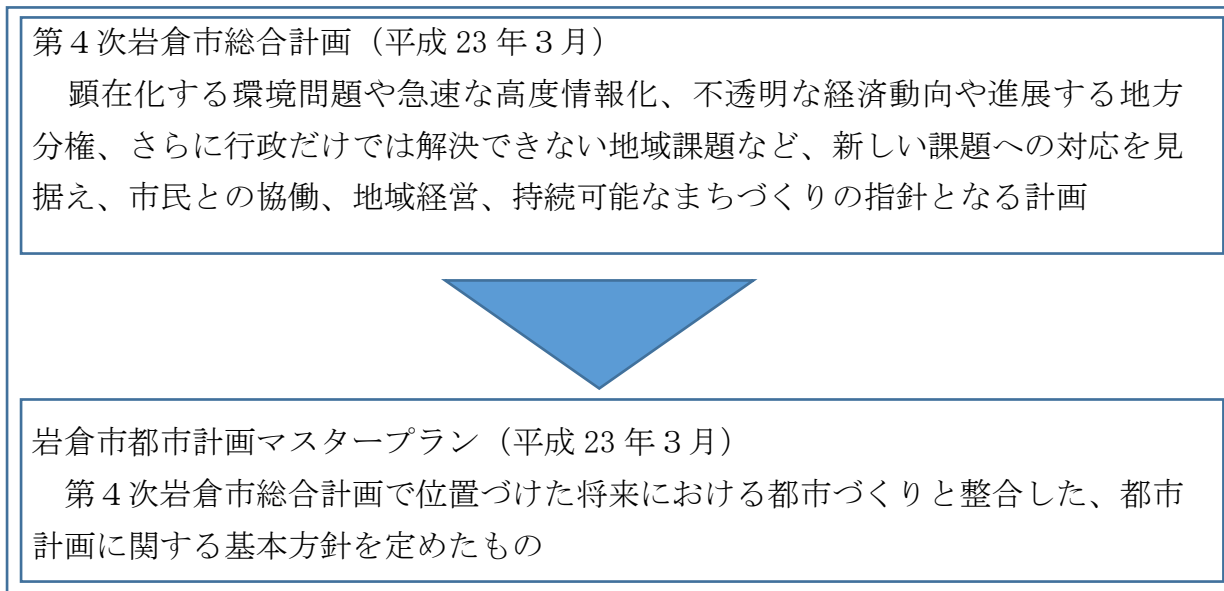 第４次岩倉市総合計画（平成 23 年３月）
　顕在化する環境問題や急速な高度情報化、不透明な経済動向や進展する地方
分権、さらに行政だけでは解決できない地域課題など、新しい課題への対応を見
据え、市民との協働、地域経営、持続可能なまちづくりの指針となる計画
岩倉市都市計画マスタープラン（平成 23 年３月）
　第４次岩倉市総合計画で位置づけた将来における都市づくりと整合した、都市
計画に関する基本方針を定めたもの